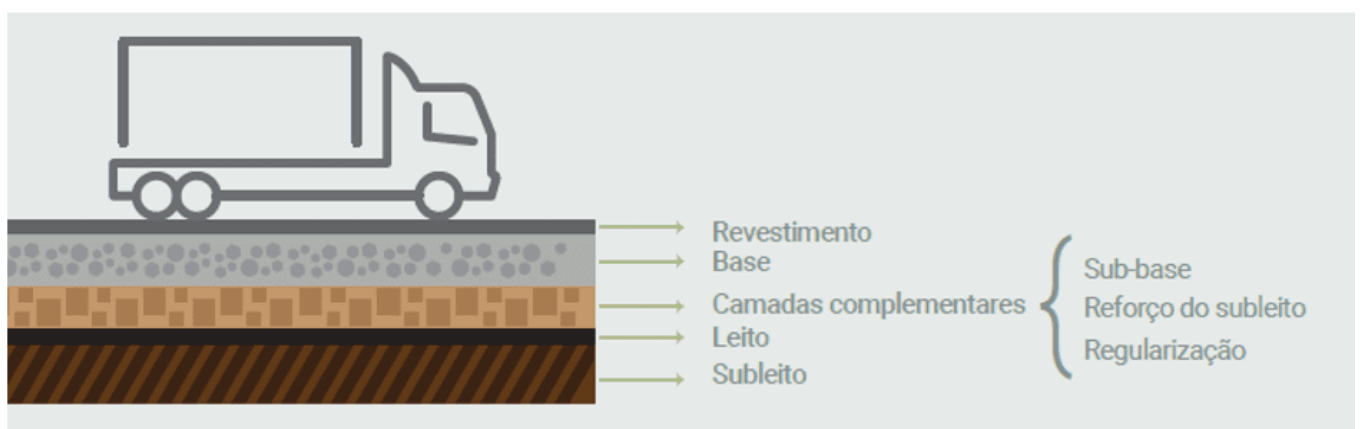 Revestimento
Base
Camadas complementares
Leito
Subleito
Sub-base
Reforço do subleito
Regularização